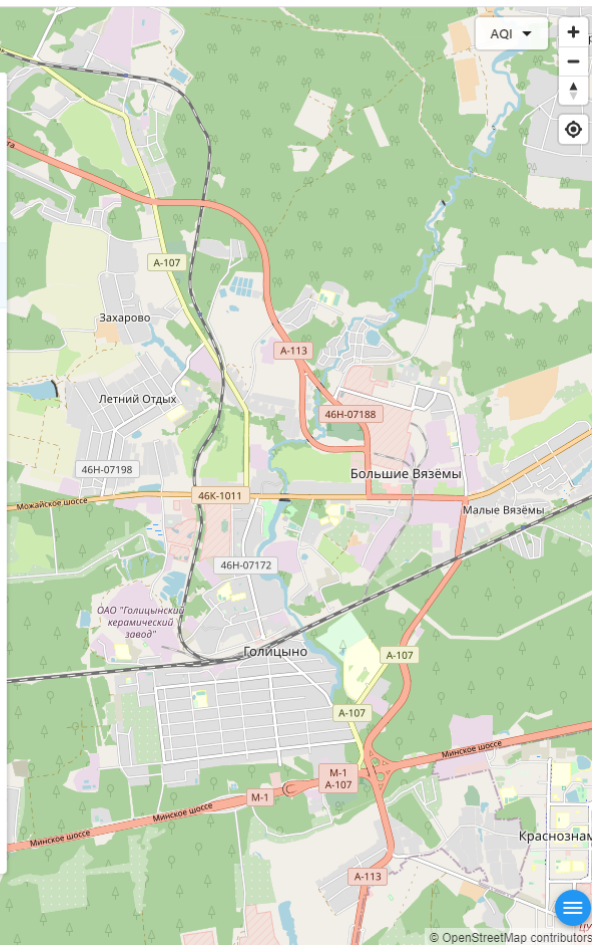 AQI
А-107
Захарово
А-113
Летний Отдых
46Н-07188
46Н-07198
Большие Вязёмы
46К-1011
Можайское шоссе
Малые Вязёмы
46Н-07172
ОАО "Голицынский
керамический
завод"
Голицыно
А-107
А-107
Минское шоссе
М-1
А-107
М-1
Минское шоссе
Минское шоссе
Краснознам
А-113
© OpenStreetMap contributors